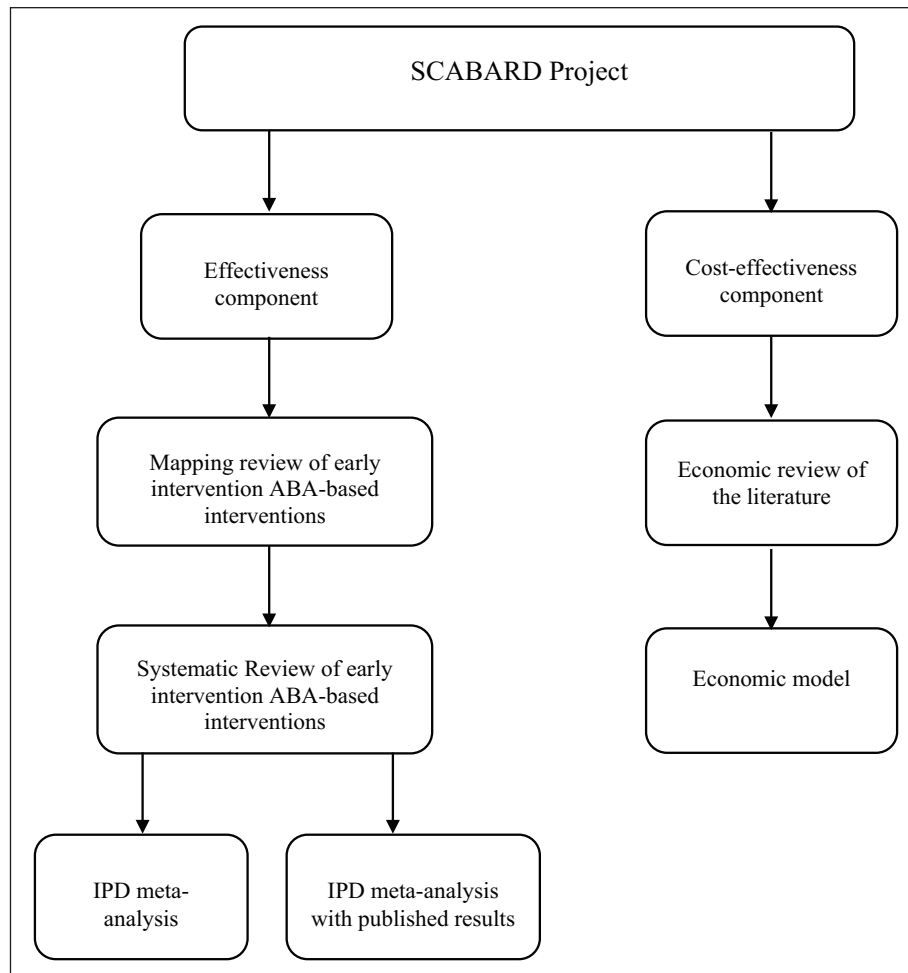 SCABARD Project
Effectiveness
component
Cost-effectiveness
component
Mapping review of early
intervention ABA-based
interventions
Economic review of
the literature
Systematic Review of early
intervention ABA-based
interventions
Economic model
IPD meta-
analysis
IPD meta-analysis
with published results